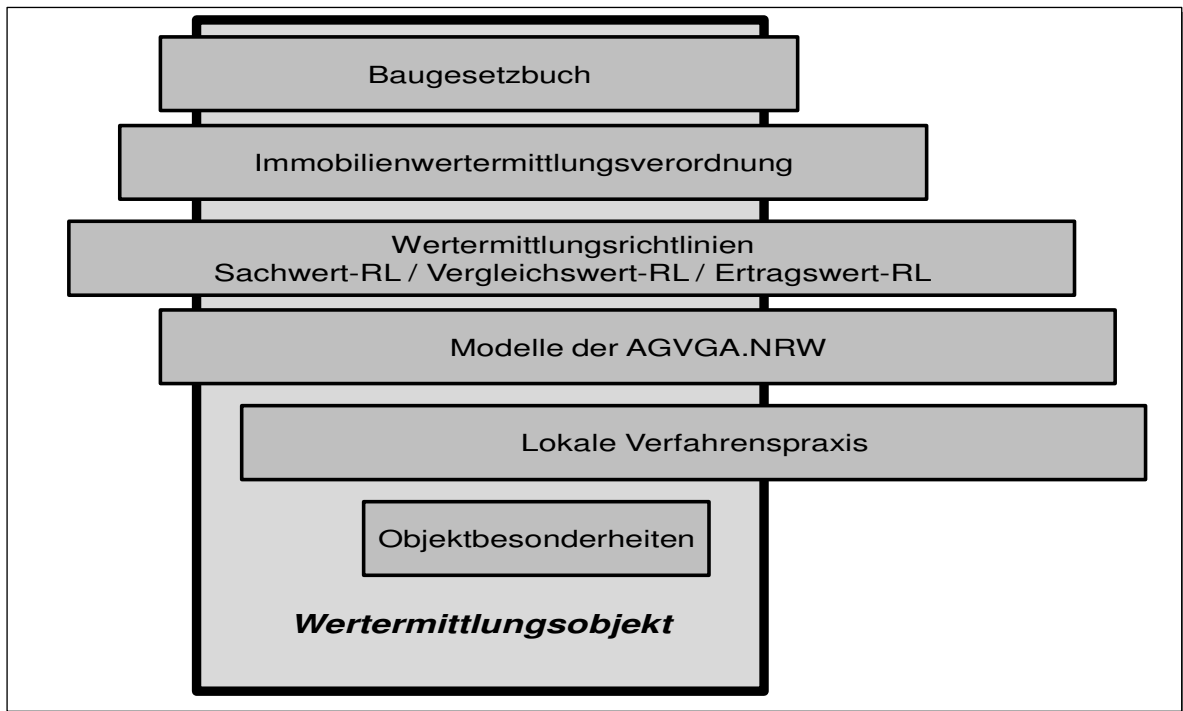 Baugesetzbuch
Immobilienwertermittlungsverordnung
Wertermittlungsrichtlinien
Sachwert-RL / Vergleichswert-RL / Ertragswert-RL
Modelle der AGVGA.NRW
Lokale Verfahrenspraxis
Objektbesonderheiten
Wertermittlungsobjekt